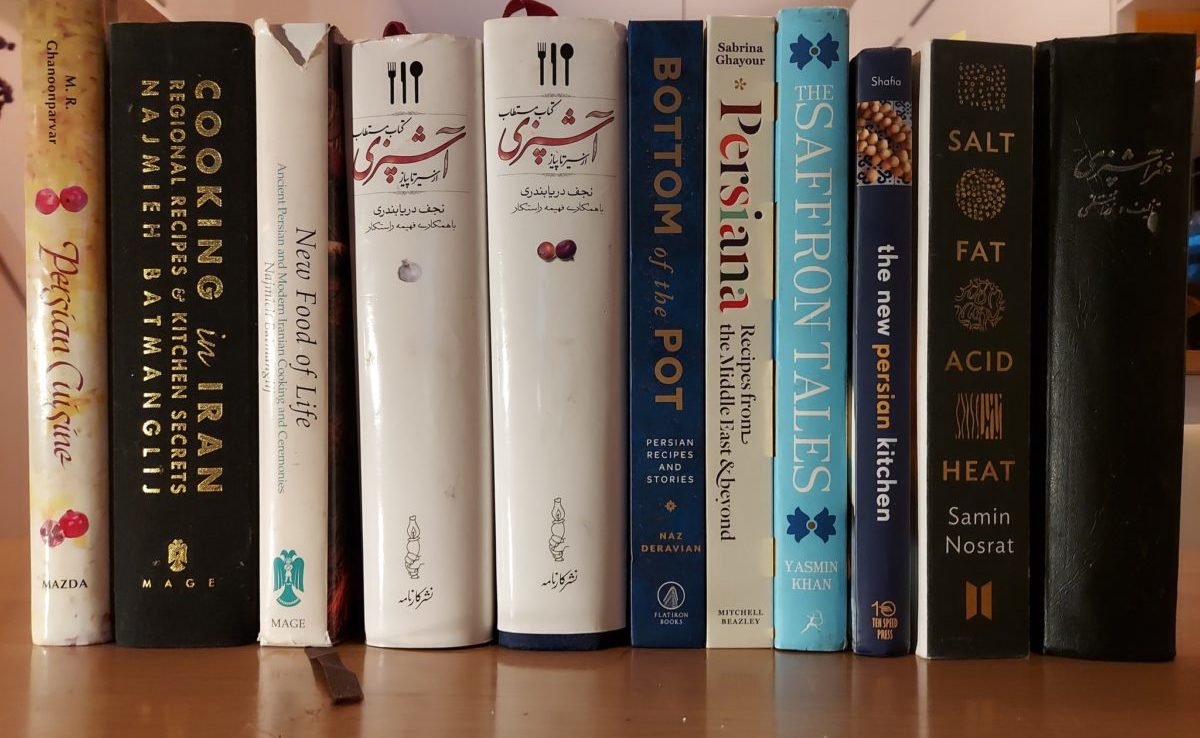 M. R.
Ghanoonparvar
Persian Cuisine
MAZDA
COOKING in IRAN
REGIONAL RECIPES & KITCHEN SECRETS
NAJMIEH BATMANGLIJ
MAGE
New Food of Life
Ancient Persian and Modern Iranian Cooking and Ceremonies
Najmieh Batmanglij
MAGE
کتاب مستطاب
آشپزی
از سیر تا پیاز
نجف دریابندری
با همکاری فهیمه راستکار
نشر کارنامه
کتاب مستطاب
آشپزی
از سیر تا پیاز
نجف دریابندری
با همکاری فهیمه راستکار
نشر کارنامه
BOTTOM of the POT
PERSIAN
RECIPES
AND
STORIES
NAZ
DERAVIAN
FLATIRON
BOOKS
Sabrina
Ghayour
Persiana
Recipes from
the Middle East & beyond
MITCHELL
BEAZLEY
THE
SAFFRON TALES
YASMIN
KHAN
Shafia
the new persian kitchen
10
TEN SPEED
PRESS
SALT
FAT
ACID
HEAT
Samin
Nosrat
هنر آشپزی